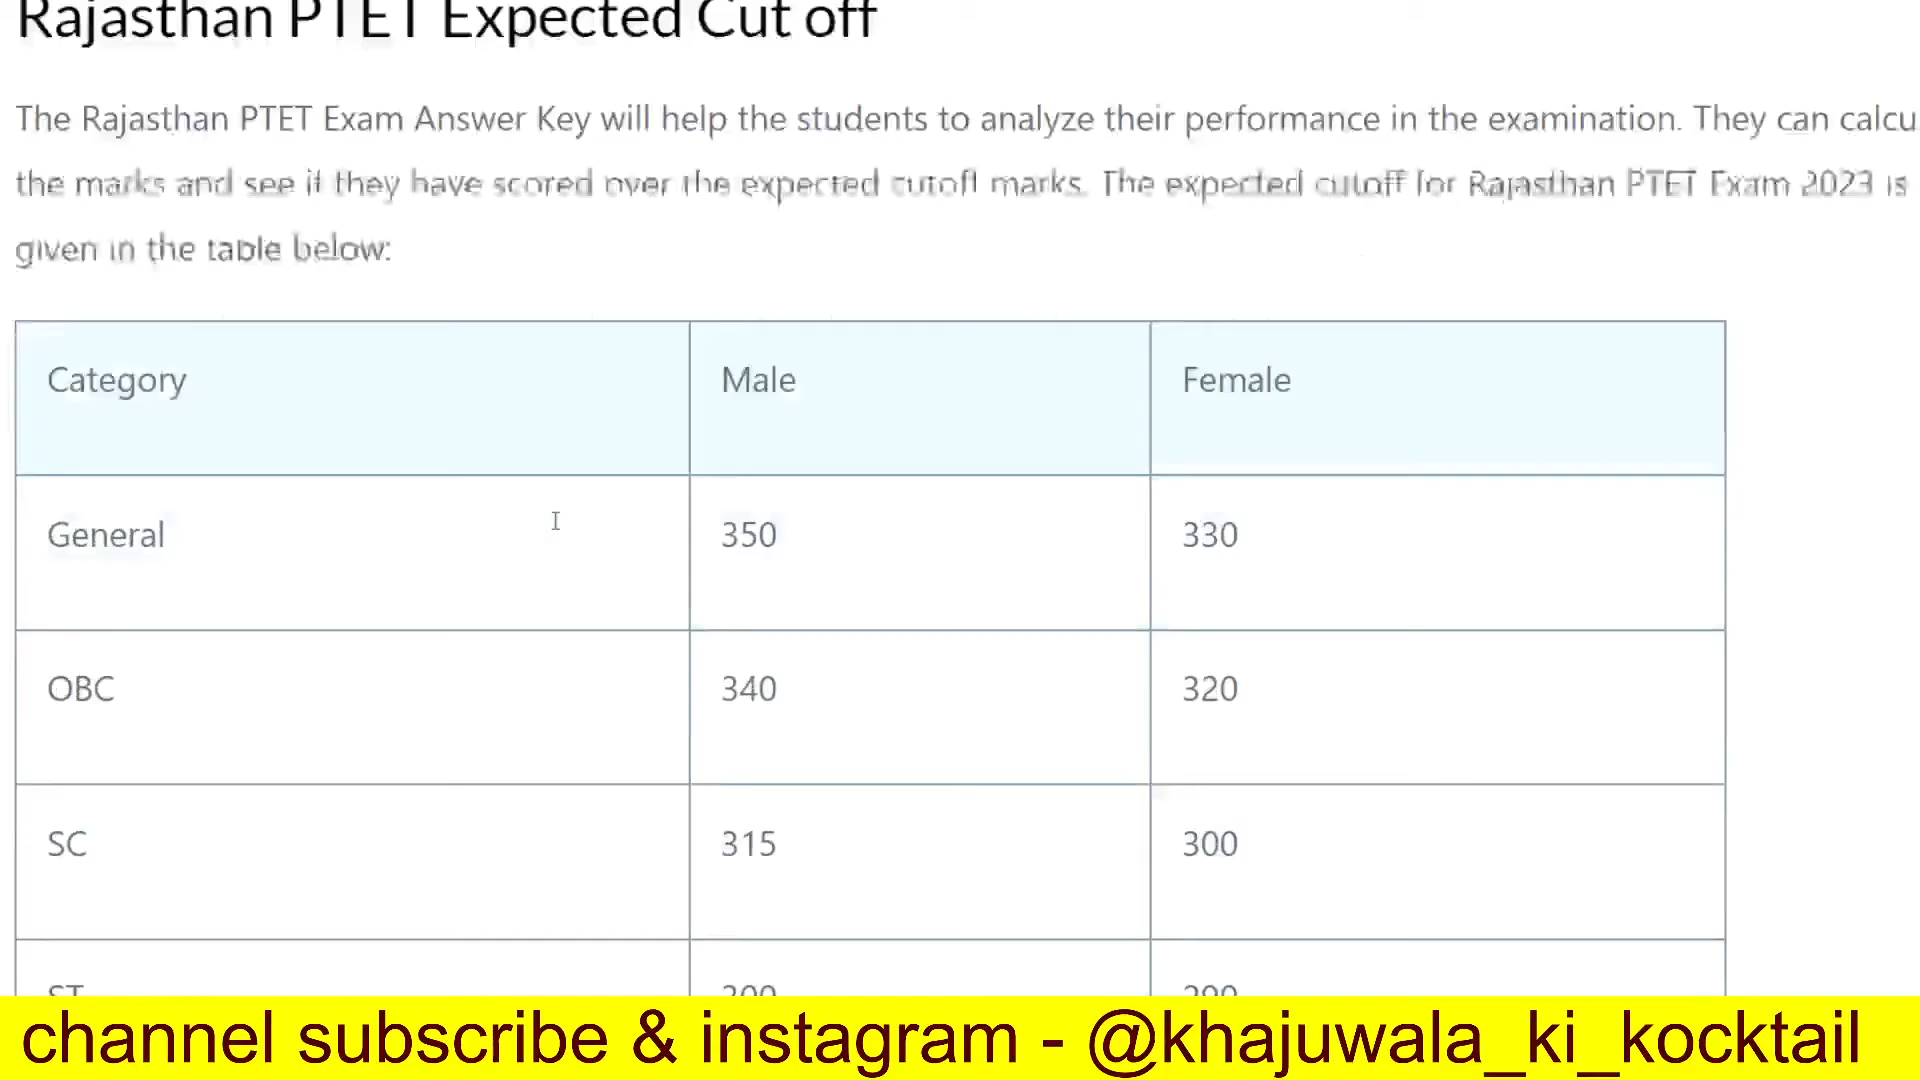 Rajasthan PTET Expected Cut off
The Rajasthan PTET Exam Answer Key will help the students to analyze their performance in the examination. They can calcu
the marks and see if they have scored over the expected cutoff marks. The expected cutoff for Rajasthan PTET Exam 2023 is
given in the table below:
Category Male Female
General 350 330
OBC 340 320
SC 315 300
ST
channel subscribe & instagram - @khajuwala_ki_kocktail